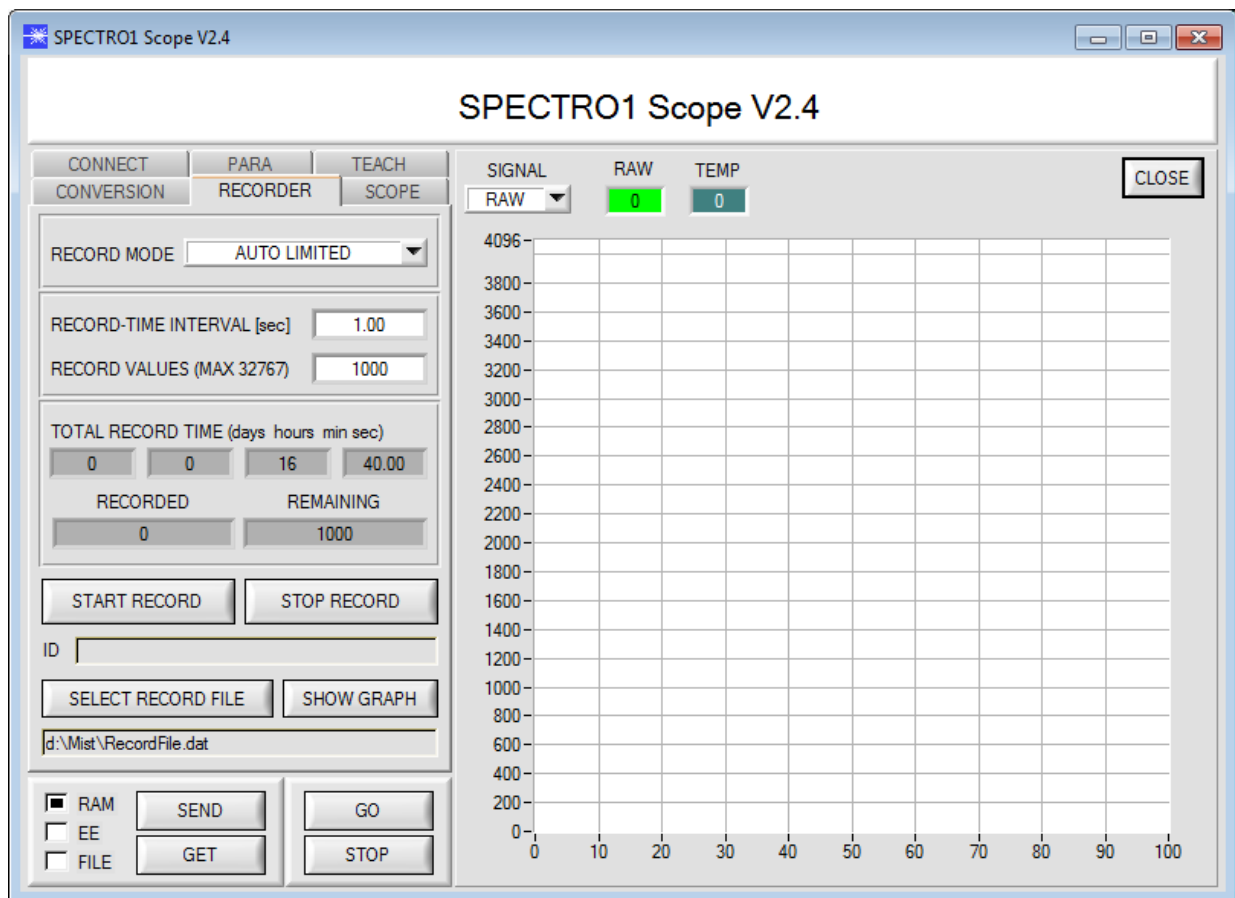 SPECTRO1 Scope V2.4
SPECTRO1 Scope V2.4
CONNECT PARA TEACH
CONVERSION RECORDER SCOPE
RECORD MODE AUTO LIMITED
RECORD-TIME INTERVAL [sec] 1.00
RECORD VALUES (MAX 32767) 1000
TOTAL RECORD TIME (days hours min sec)
0 0 16 40.00
RECORDED REMAINING
0 1000
START RECORD STOP RECORD
ID
SELECT RECORD FILE SHOW GRAPH
d:\Mist\RecordFile.dat
RAM SEND GO
EE
FILE GET STOP
SIGNAL RAW TEMP
RAW 0 0
CLOSE
4096
3800
3600
3400
3200
3000
2800
2600
2400
2200
2000
1800
1600
1400
1200
1000
800
600
400
200
0
0 10 20 30 40 50 60 70 80 90 100